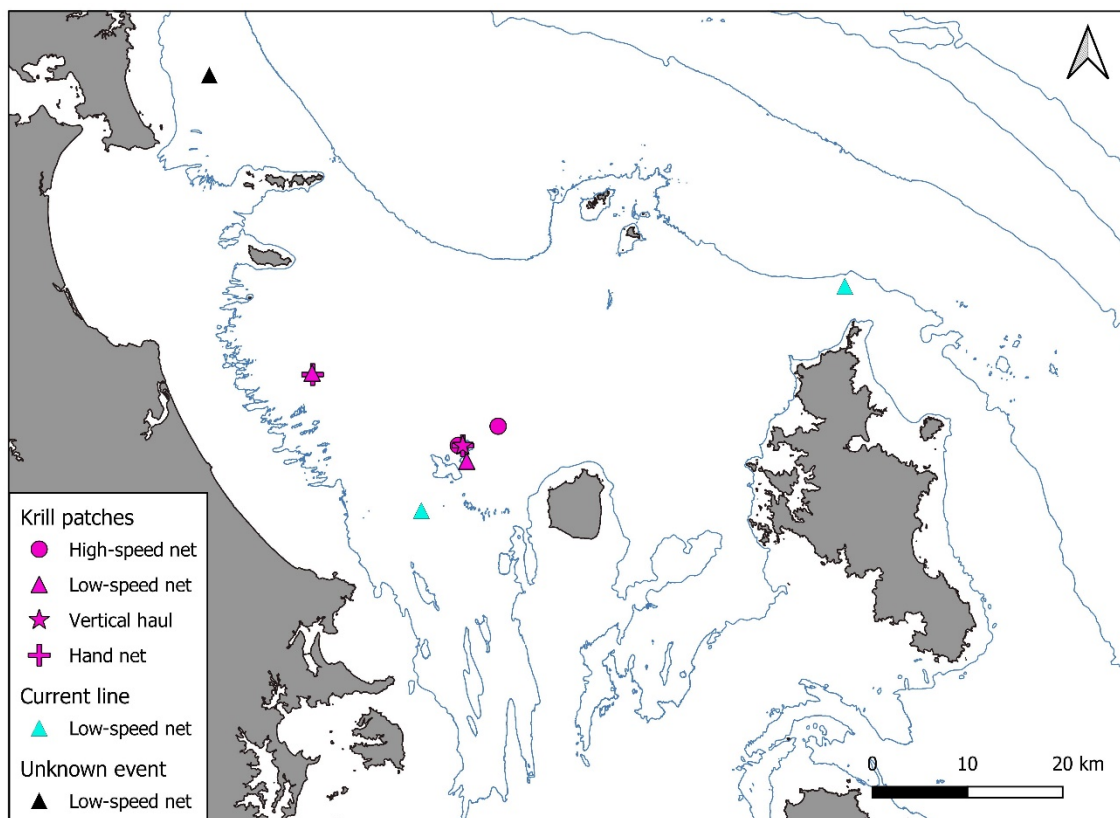 Krill patches
High-speed net
Low-speed net
Vertical haul
Hand net
Current line
Low-speed net
Unknown event
Low-speed net
0 10 20 km